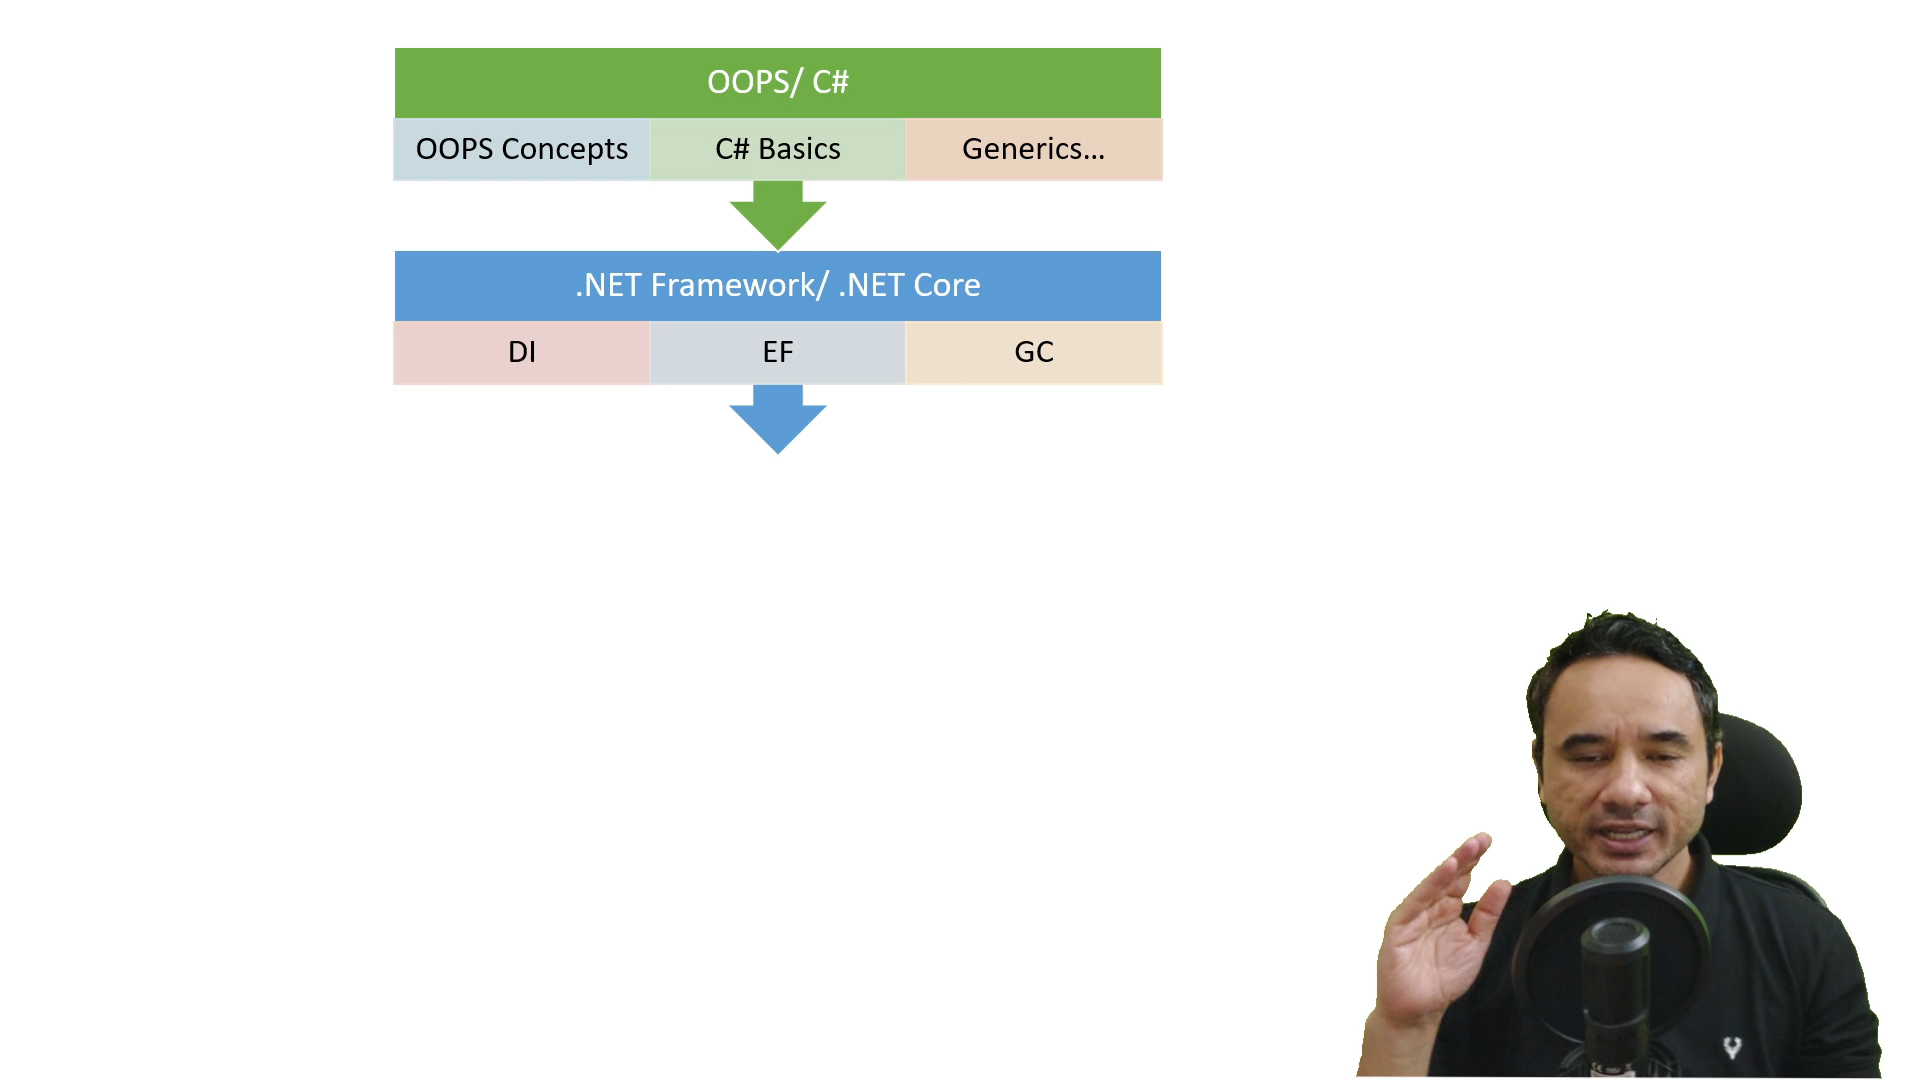 OOPS/ C#
OOPS Concepts
C# Basics
Generics...
.NET Framework/ .NET Core
DI
EF
GC